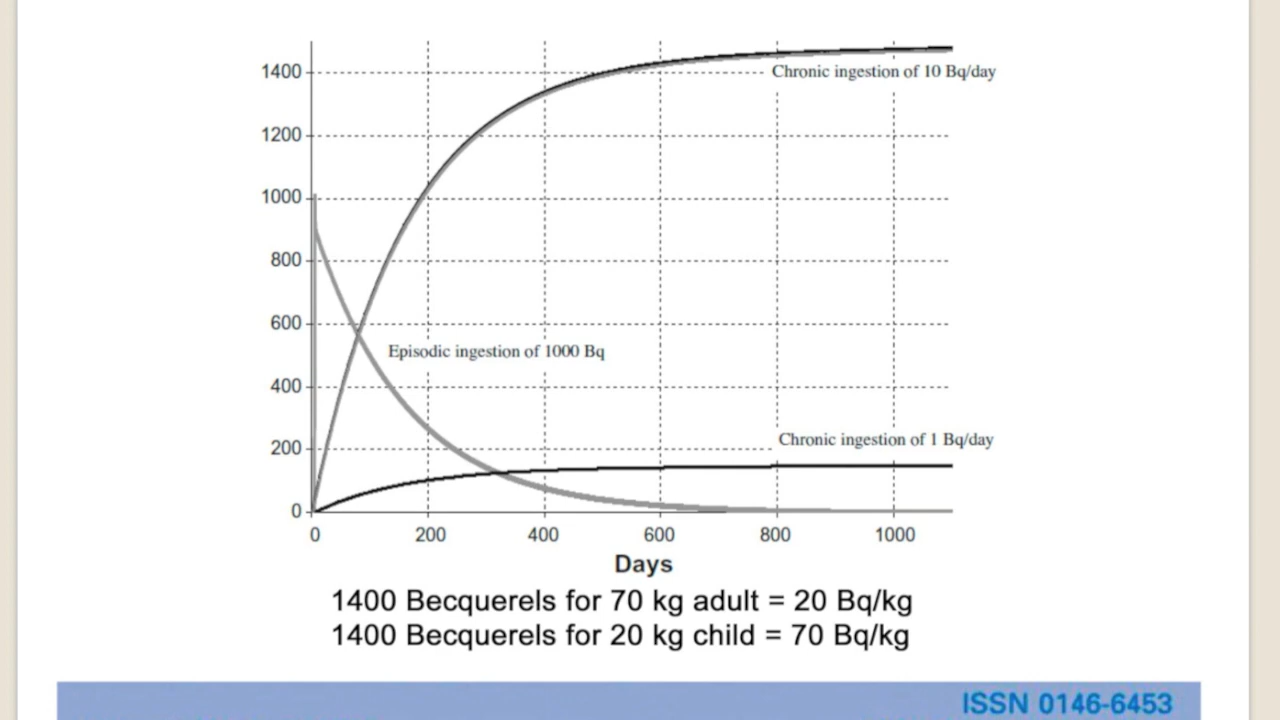 1400
Chronic ingestion of 10 Bq/day
1200
1000
800
600
Episodic ingestion of 1000 Bq
400
Chronic ingestion of 1 Bq/day
200
0
0 200 400 600 800 1000
Days
1400 Becquerels for 70 kg adult = 20 Bq/kg
1400 Becquerels for 20 kg child = 70 Bq/kg
ISSN 0146-6453